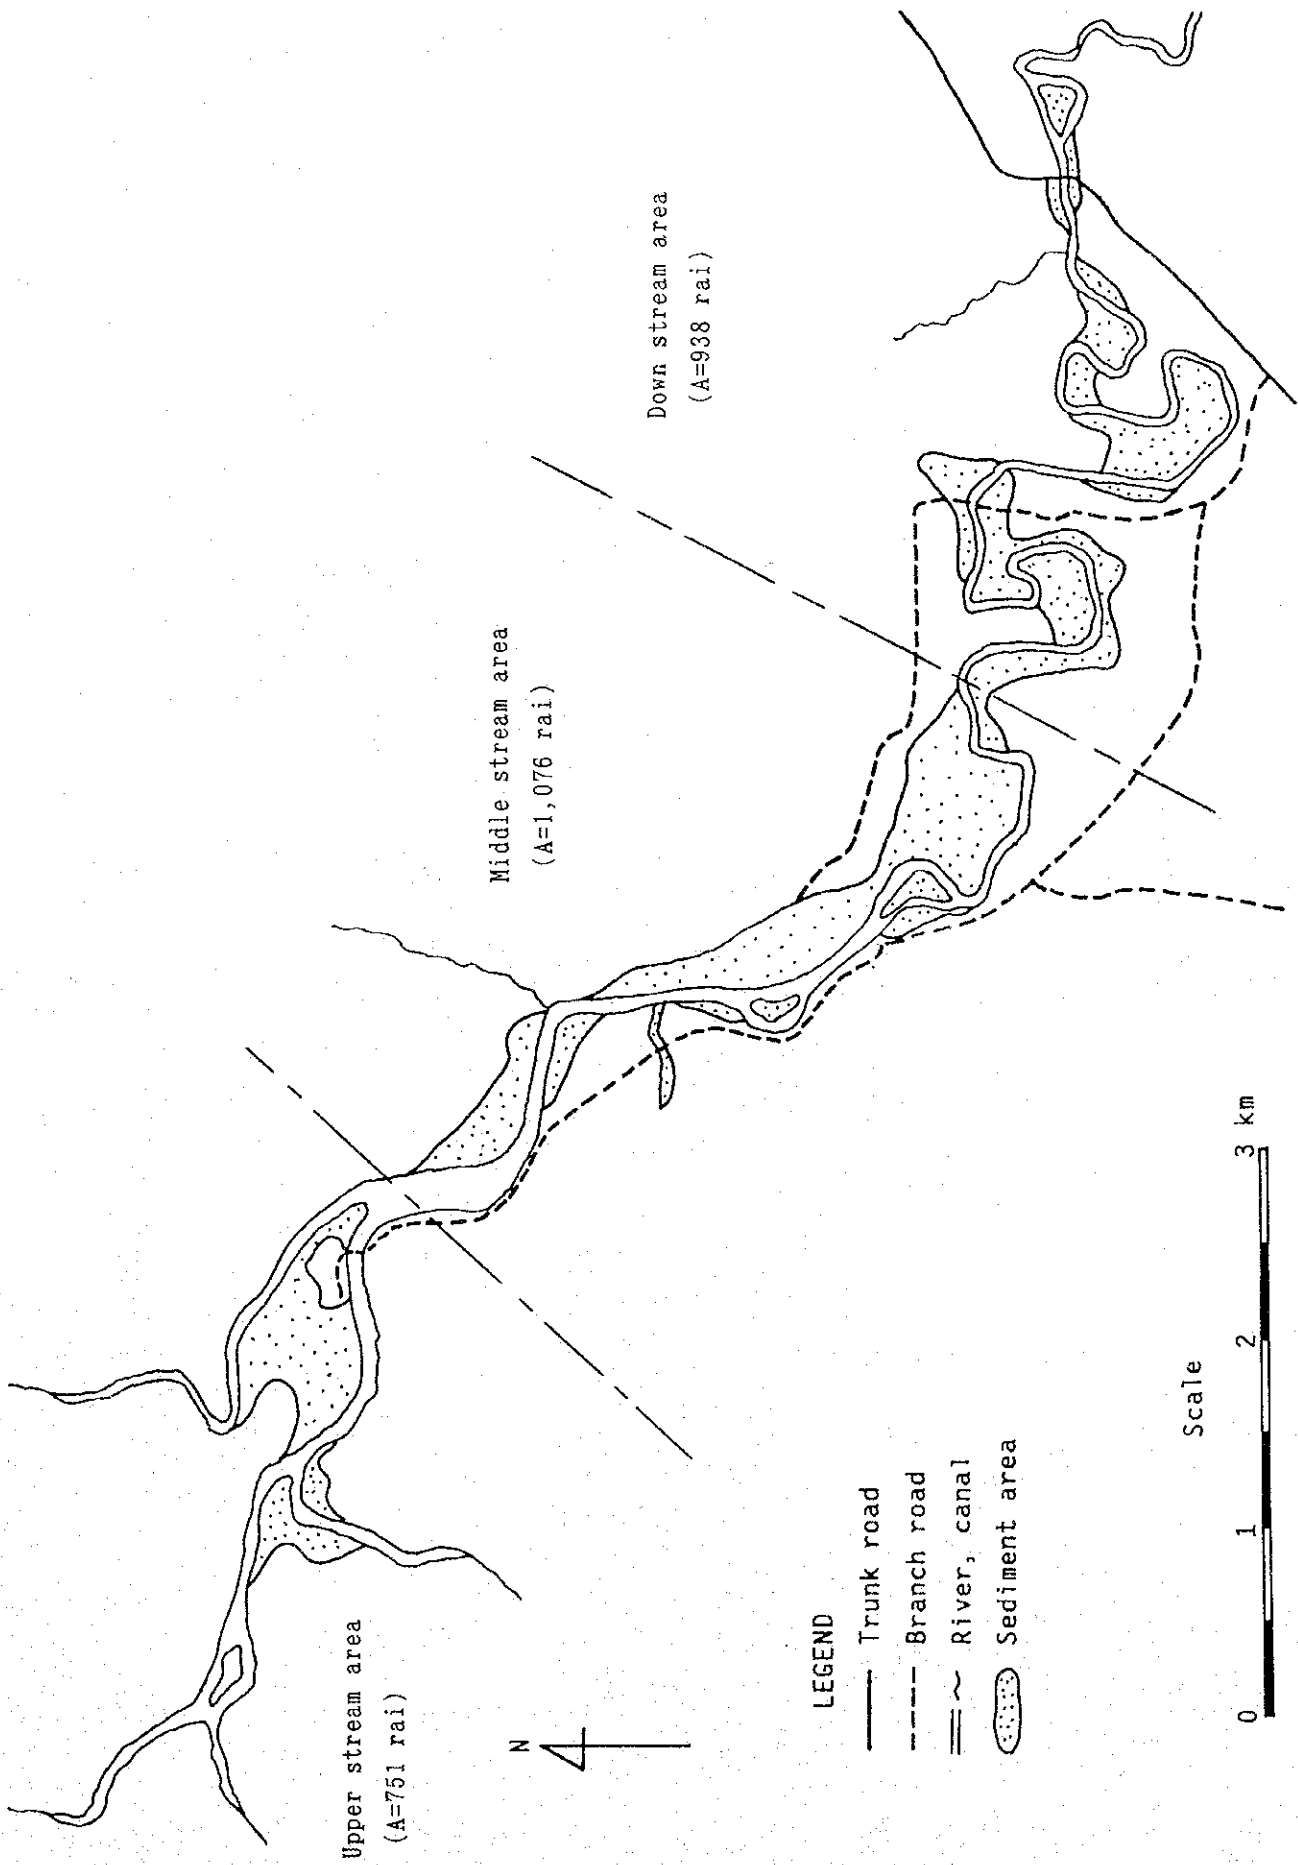 Upper stream area
(A=751 rai)
Middle stream area
(A=1,076 rai)
Down stream area
(A=938 rai)
N
LEGEND
Trunk road
Branch road
River, canal
Sediment area
Scale
0 1 2 3 km